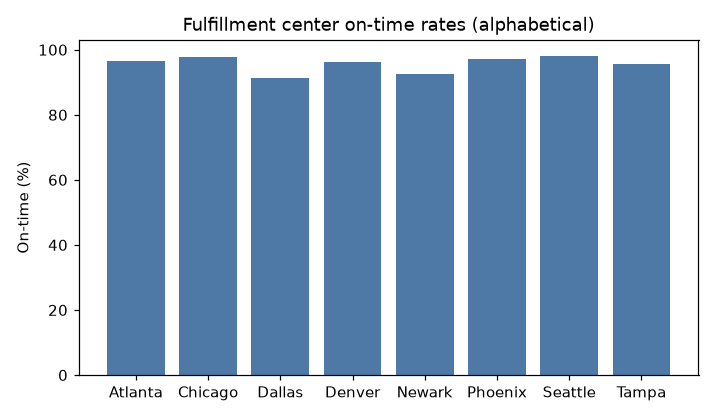 Fulfillment center on-time rates (alphabetical)
On-time (%)
100
80
60
40
20
0
Atlanta Chicago Dallas Denver Newark Phoenix Seattle Tampa